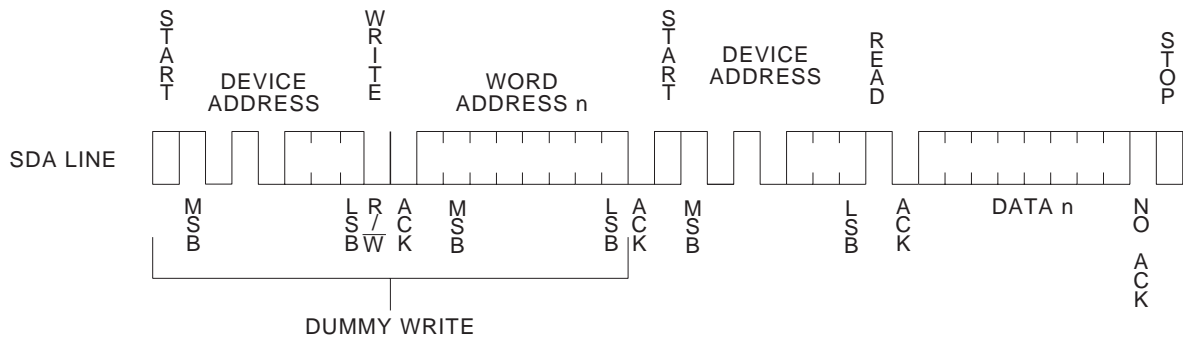 START
WRITE
START
READ
STOP
DEVICE
ADDRESS
WORD
ADDRESS n
DEVICE
ADDRESS
SDA LINE
MSB
LSB
R/W
ACK
MSB
LSB
ACK
MSB
LSB
ACK
DATA n
NO ACK
DUMMY WRITE